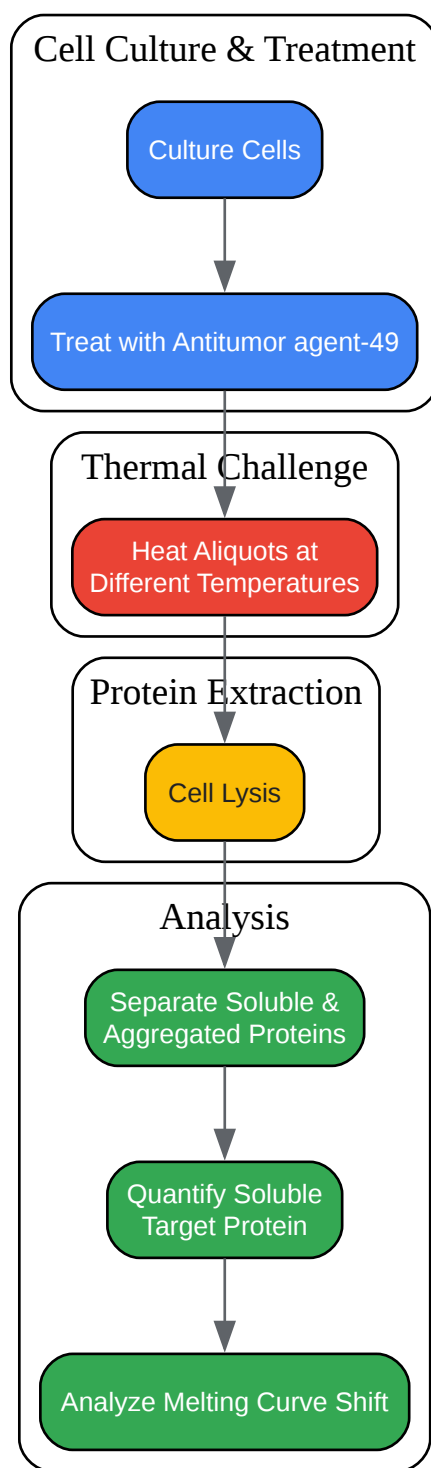 Cell Culture & Treatment
Culture Cells
Treat with Antitumor agent-49
Thermal Challenge
Heat Aliquots at
Different Temperatures
Protein Extraction
Cell Lysis
Analysis
Separate Soluble &
Aggregated Proteins
Quantify Soluble
Target Protein
Analyze Melting Curve Shift